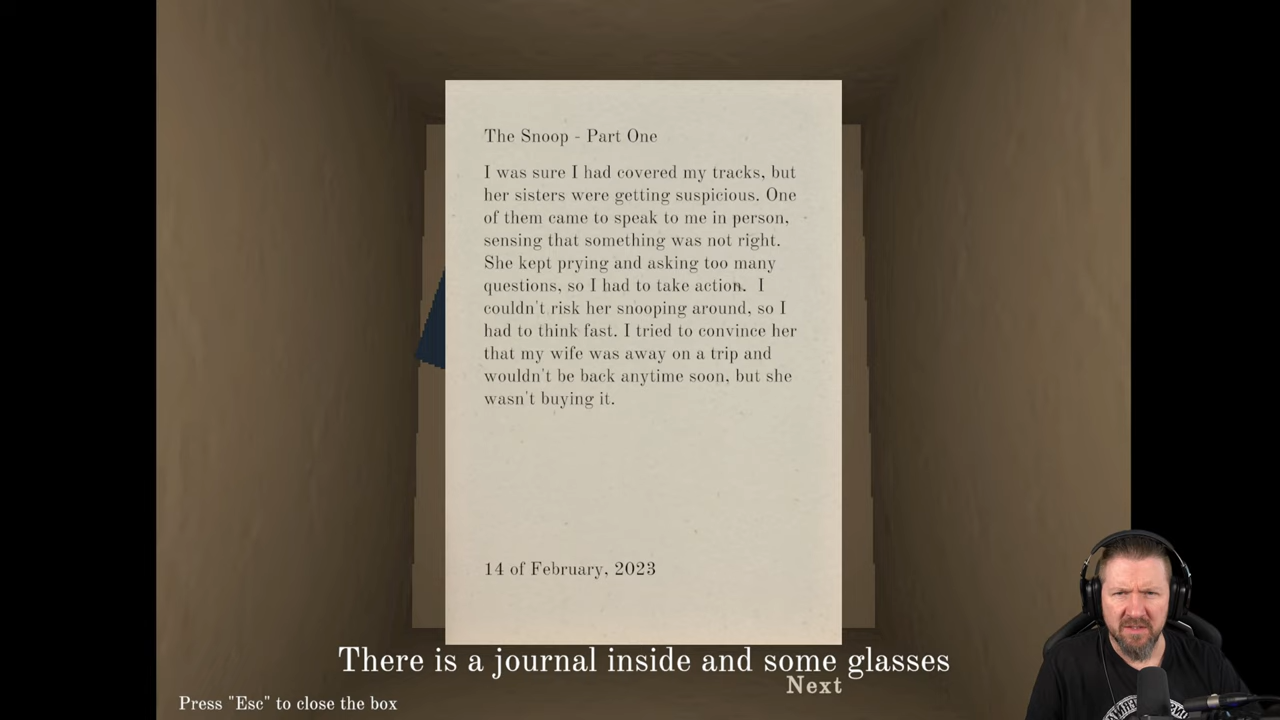 The Snoop - Part One
I was sure I had covered my tracks, but
her sisters were getting suspicious. One
of them came to speak to me in person,
sensing that something was not right.
She kept prying and asking too many
questions, so I had to take action.  I
couldn't risk her snooping around, so I
had to think fast. I tried to convince her
that my wife was away on a trip and
wouldn't be back anytime soon, but she
wasn't buying it.
14 of February, 2023
There is a journal inside and some glasses
Next
Press "Esc" to close the box